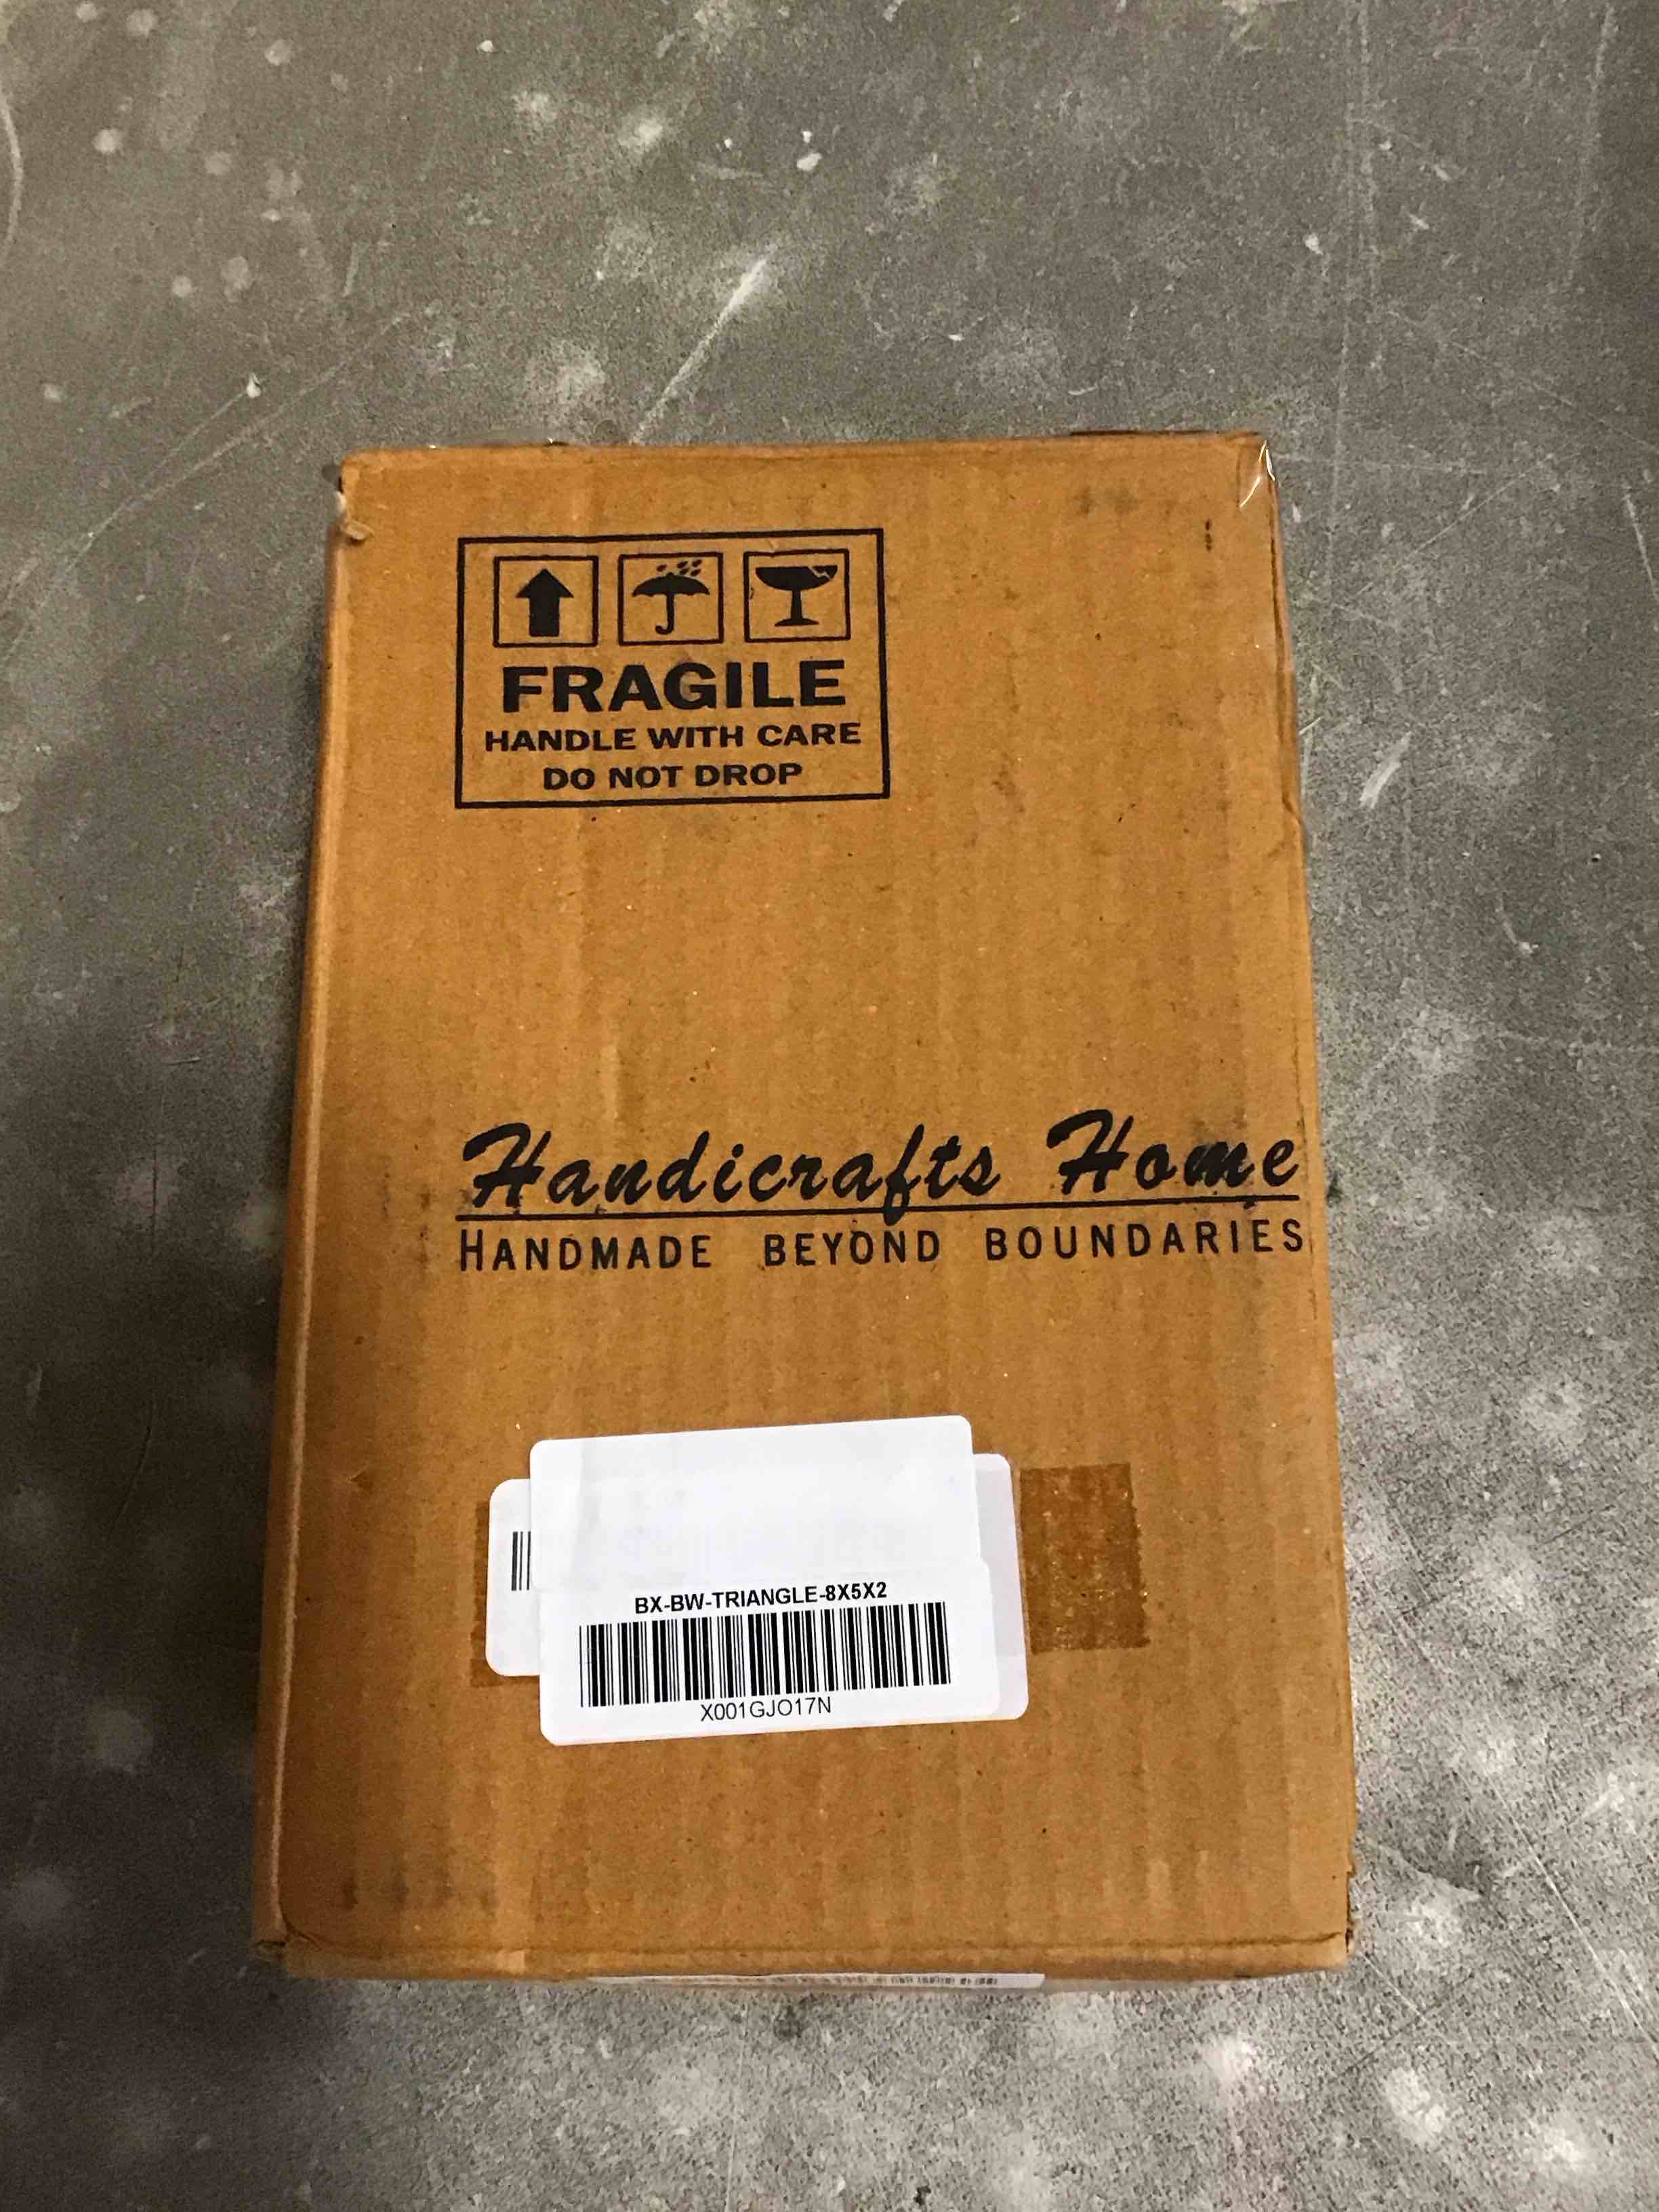 FRAGILE
HANDLE WITH CARE
DO NOT DROP
Handicrafts Home
HANDMADE BEYOND BOUNDARIES
BX-BW-TRIANGLE-8X5X2
X001GJO17N